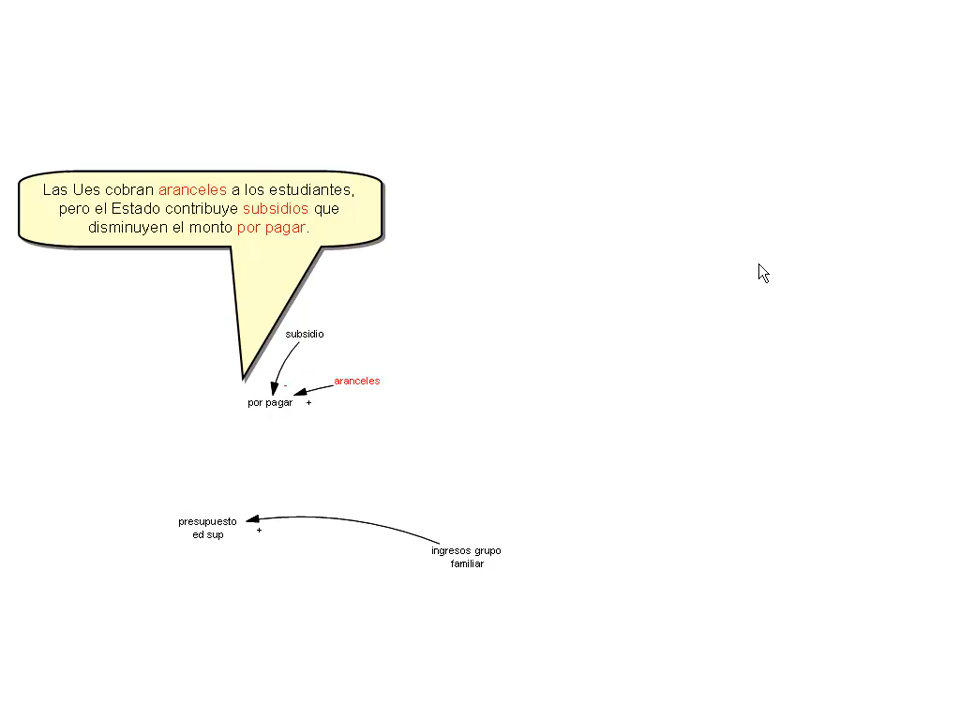 Las Ues cobran aranceles a los estudiantes,
pero el Estado contribuye subsidios que
disminuyen el monto por pagar.
subsidio
-
aranceles
por pagar +
presupuesto
ed sup
+
ingresos grupo
familiar